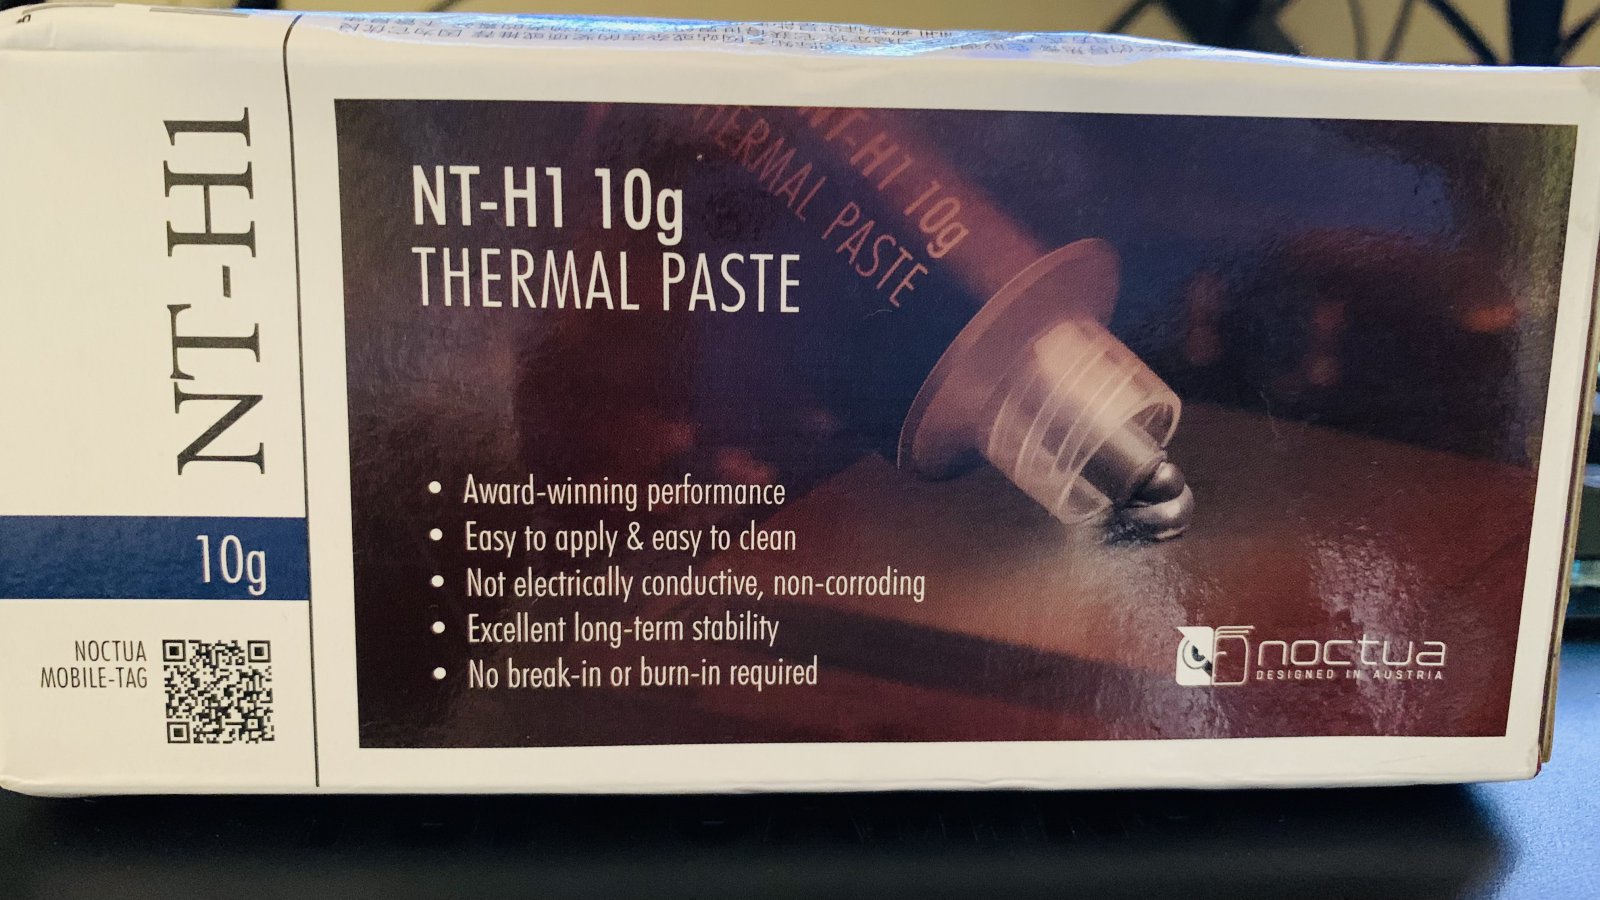 NT-H1
10g
NOCTUA
MOBILE-TAG
NT-H1 10g
THERMAL PASTE
NT-H1 10g
THERMAL PASTE
• Award-winning performance
• Easy to apply & easy to clean
• Not electrically conductive, non-corroding
• Excellent long-term stability
• No break-in or burn-in required
noctua
DESIGNED IN AUSTRIA